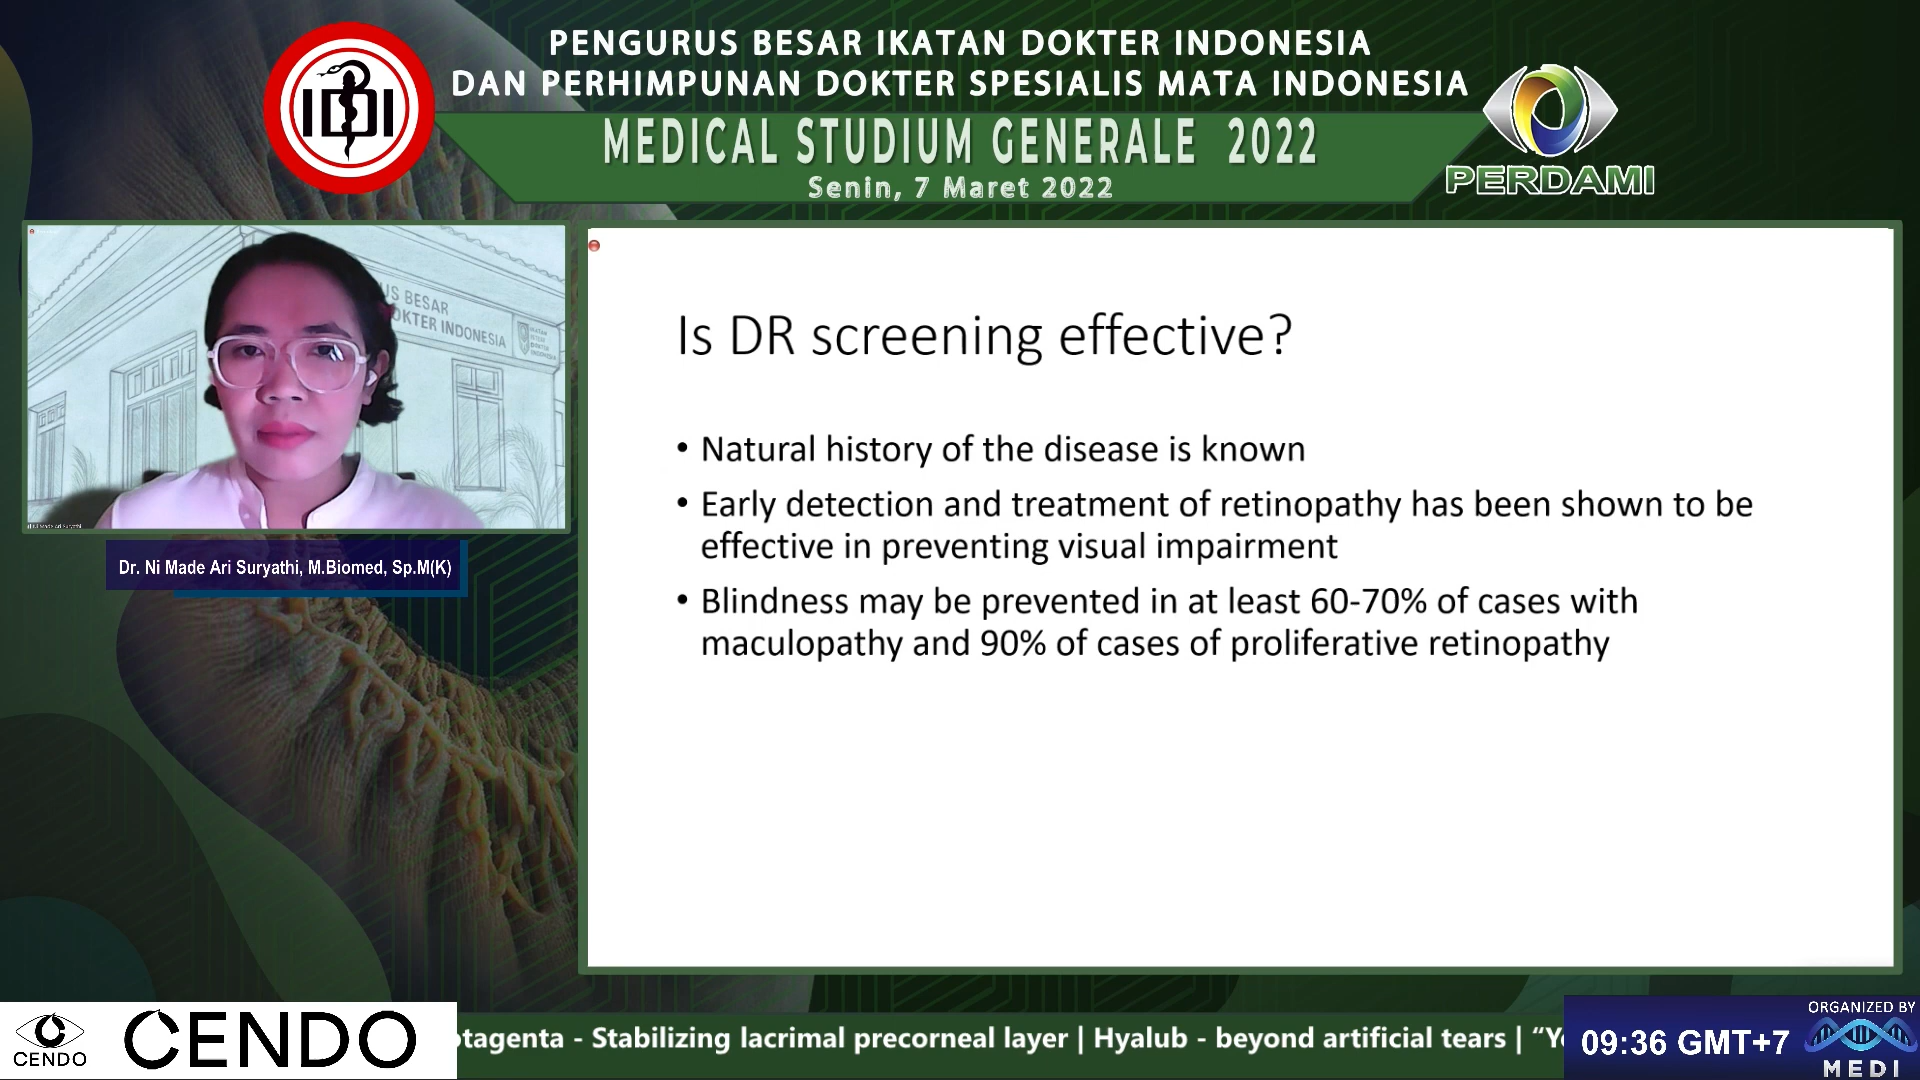 PENGURUS BESAR IKATAN DOKTER INDONESIA
DAN PERHIMPUNAN DOKTER SPESIALIS MATA INDONESIA
MEDICAL STUDIUM GENERALE 2022
Senin, 7 Maret 2022
IDI
PERDAMI
US BESAR
OKTER INDONESIA
IKATAN
DOKTER
INDONESIA
Dr. Ni Made Ari Suryathi, M.Biomed, Sp.M(K)
Is DR screening effective?
• Natural history of the disease is known
• Early detection and treatment of retinopathy has been shown to be
effective in preventing visual impairment
• Blindness may be prevented in at least 60-70% of cases with
maculopathy and 90% of cases of proliferative retinopathy
CENDO
CENDO
otagenta - Stabilizing lacrimal precorneal layer | Hyalub - beyond artificial tears | “Yo
09:36 GMT+7
ORGANIZED BY
MEDI